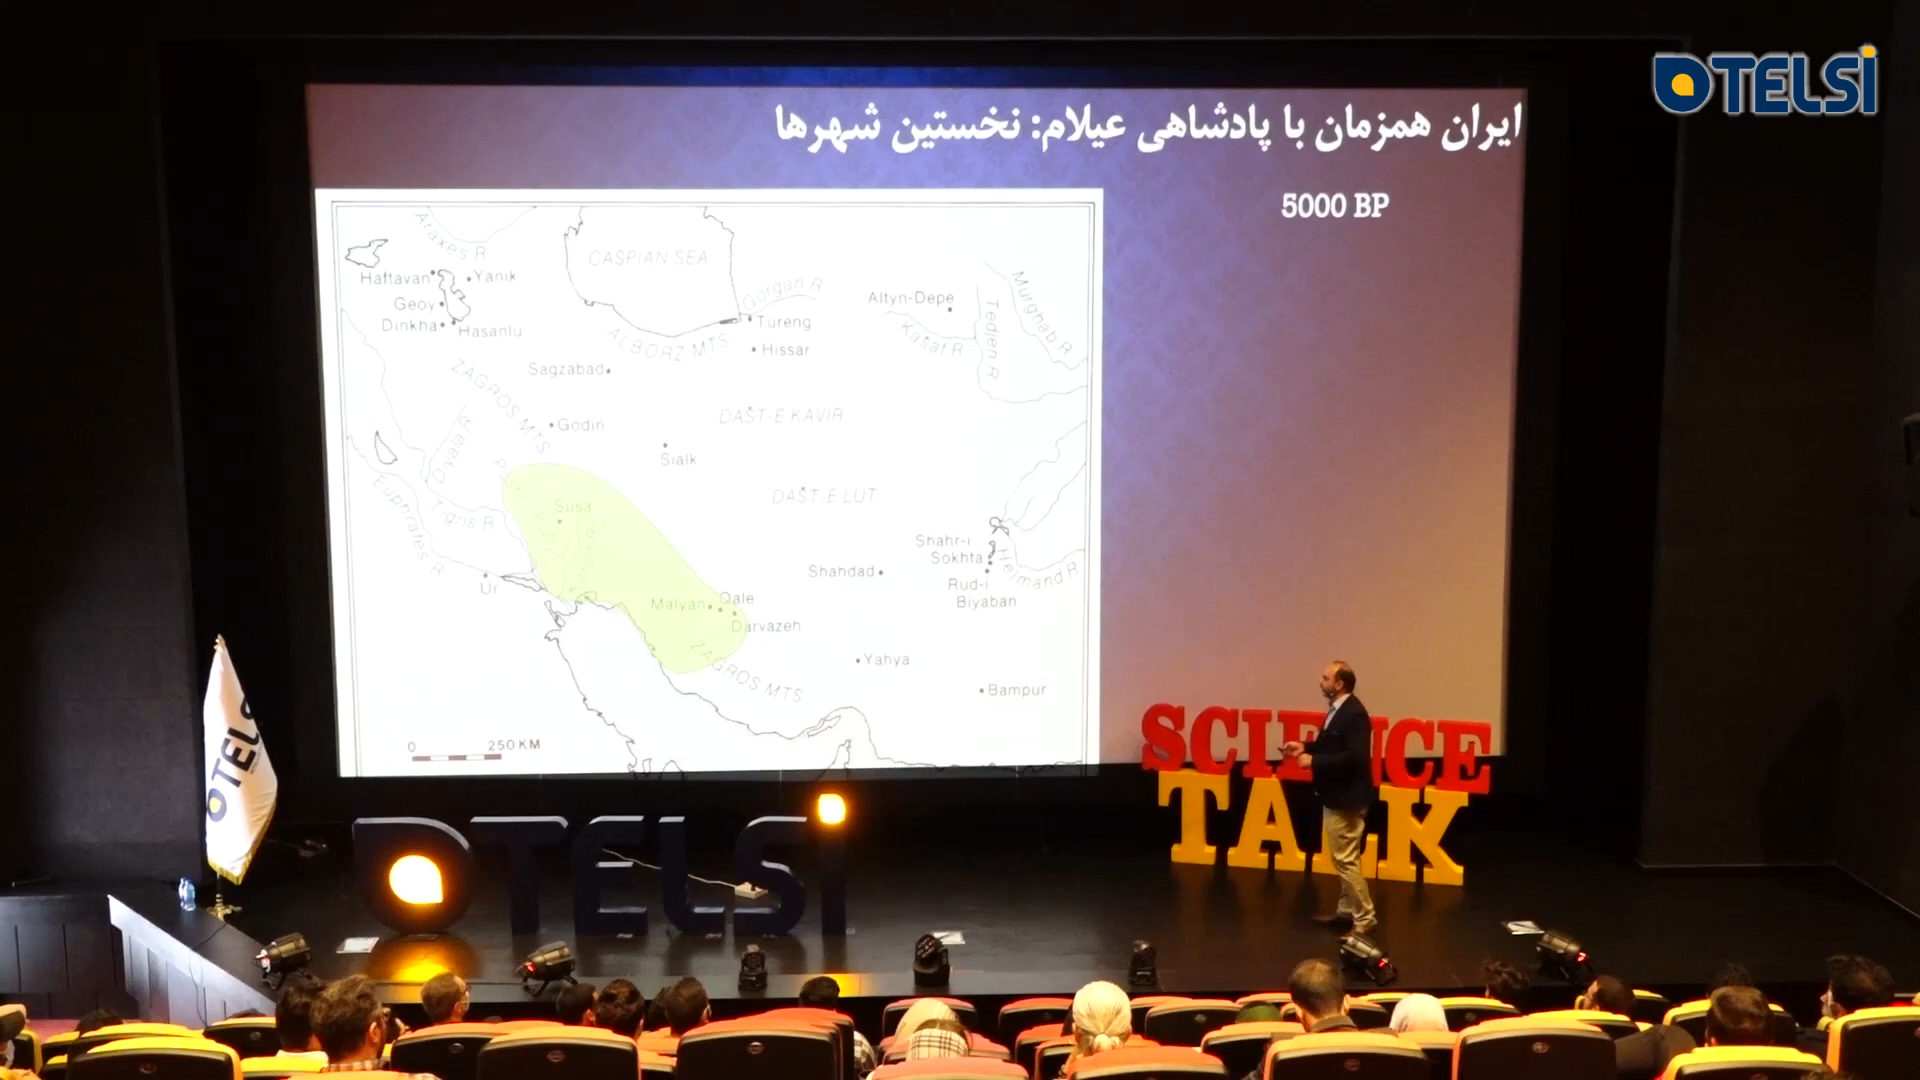 OTELSi
ایران همزمان با پادشاهی عیلام: نخستین شهرها
5000 BP
Araxes R
CASPIAN SEA
Haftavan
Yanik
Geoy
Dinkha
Hasanlu
Gorgan R
Tureng
ALBORZ MTS
Hissar
Altyn-Depe
Kašaf R
Tedjen R
Murghab R
Sagzabad
ZAGROS MTS
DAŠT-E KAVIR
Godin
Sialk
Diyala R
DAŠT-E LUT
Euphrates R
Tigris R
Susa
Ur
Shahr-i
Sokhta
Helmand R
Rud-i
Biyaban
Shahdad
Malyan
Qale
Darvazeh
ZAGROS MTS
Yahya
Bampur
0 250 KM
OTELSi
SCIENCE
TALK
OTELSi